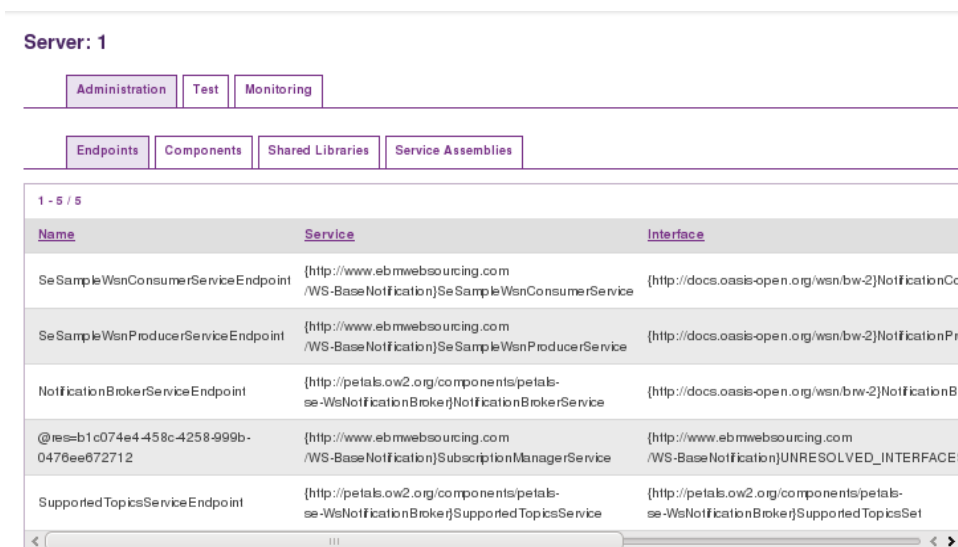 Server: 1
Administration Test Monitoring
Endpoints Components Shared Libraries Service Assemblies
1 - 5 / 5
Name Service Interface
SeSampleWsnConsumerServiceEndpoint {http://www.ebmwebsourcing.com
/WS-BaseNotification}SeSampleWsnConsumerService {http://docs.oasis-open.org/wsn/bw-2}NotificationCo
SeSampleWsnProducerServiceEndpoint {http://www.ebmwebsourcing.com
/WS-BaseNotification}SeSampleWsnProducerService {http://docs.oasis-open.org/wsn/bw-2}NotificationPr
NotificationBrokerServiceEndpoint {http://petals.ow2.org/components/petals-
se-WsNotificationBroker}NotificationBrokerService {http://docs.oasis-open.org/wsn/brw-2}NotificationB
@res=b1c074e4-458c-4258-999b- {http://www.ebmwebsourcing.com {http://www.ebmwebsourcing.com
0476ee672712 /WS-BaseNotification}SubscriptionManagerService /WS-BaseNotification}UNRESOLVED_INTERFACES
SupportedTopicsServiceEndpoint {http://petals.ow2.org/components/petals- {http://petals.ow2.org/components/petals-
se-WsNotificationBroker}SupportedTopicsService se-WsNotificationBroker}SupportedTopicsSet